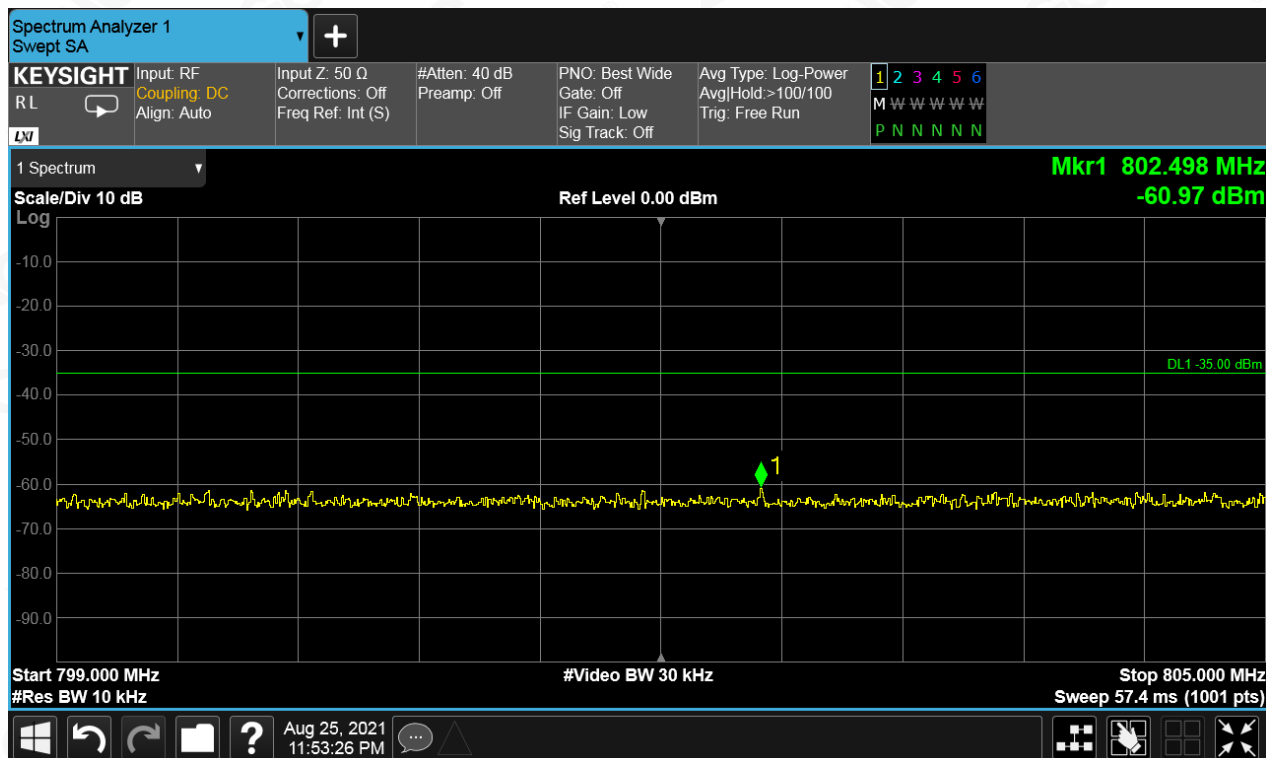 Spectrum Analyzer 1
Swept SA
KEYSIGHT
RL
LXI
Input: RF
Coupling: DC
Align: Auto
Input Z: 50 Ω
Corrections: Off
Freq Ref: Int (S)
#Atten: 40 dB
Preamp: Off
PNO: Best Wide
Gate: Off
IF Gain: Low
Sig Track: Off
Avg Type: Log-Power
Avg|Hold:>100/100
Trig: Free Run
1 2 3 4 5 6
M W W W W W
P N N N N N
1 Spectrum
Mkr1 802.498 MHz
-60.97 dBm
Scale/Div 10 dB
Ref Level 0.00 dBm
Log
-10.0
-20.0
-30.0
DL1 -35.00 dBm
-40.0
-50.0
1
-60.0
-70.0
-80.0
-90.0
Start 799.000 MHz
#Video BW 30 kHz
Stop 805.000 MHz
#Res BW 10 kHz
Sweep 57.4 ms (1001 pts)
?
Aug 25, 2021
11:53:26 PM